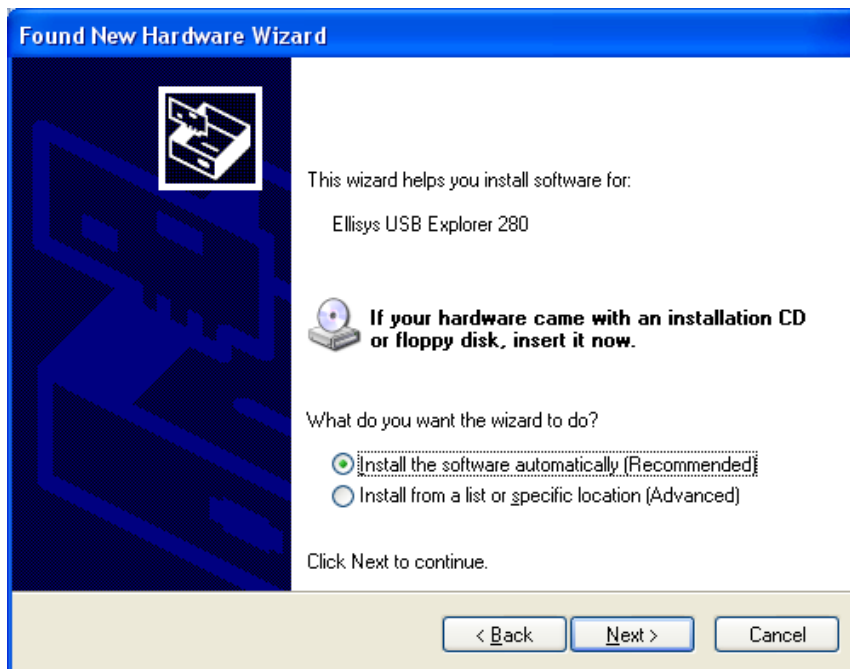 Found New Hardware Wizard
This wizard helps you install software for:
Ellisys USB Explorer 280
If your hardware came with an installation CD
or floppy disk, insert it now.
What do you want the wizard to do?
Install the software automatically (Recommended)
Install from a list or specific location (Advanced)
Click Next to continue.
< Back Next > Cancel